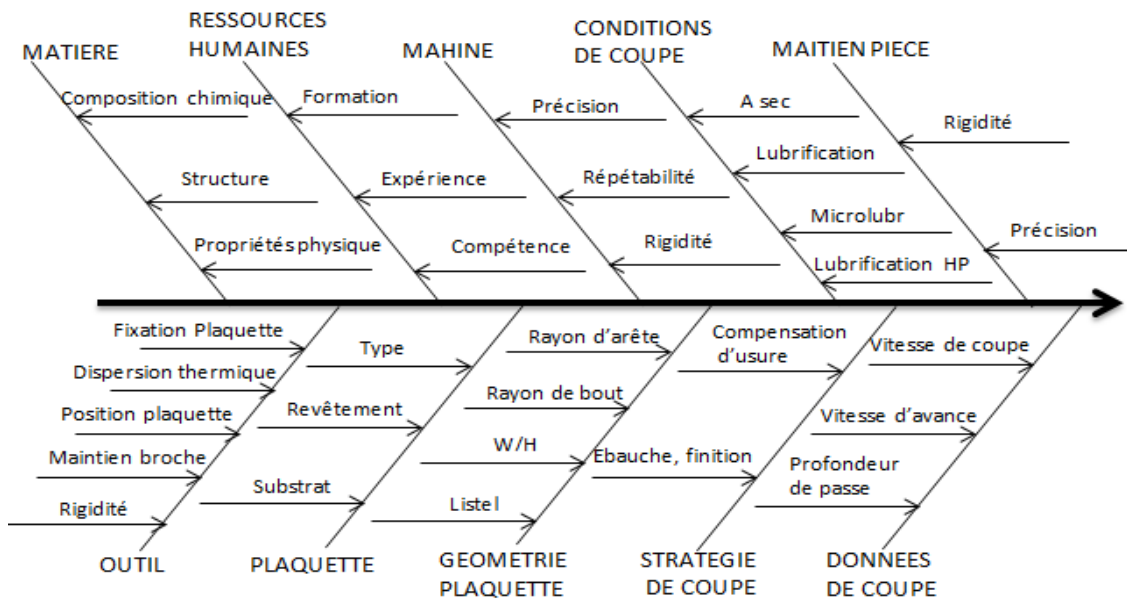 MATIERE
RESSOURCES
HUMAINES
MAHINE
CONDITIONS
DE COUPE
MAITIEN PIECE
Composition chimique
Structure
Propriétés physique
Formation
Expérience
Compétence
Précision
Répétabilité
Rigidité
A sec
Lubrification
Microlubr
Lubrification HP
Rigidité
Précision
Fixation Plaquette
Dispersion thermique
Position plaquette
Maintien broche
Rigidité
Type
Revêtement
Substrat
Rayon d’arête
Rayon de bout
W/H
Listel
Compensation
d’usure
Ebauche, finition
Vitesse de coupe
Vitesse d’avance
Profondeur
de passe
OUTIL
PLAQUETTE
GEOMETRIE
PLAQUETTE
STRATEGIE
DE COUPE
DONNEES
DE COUPE